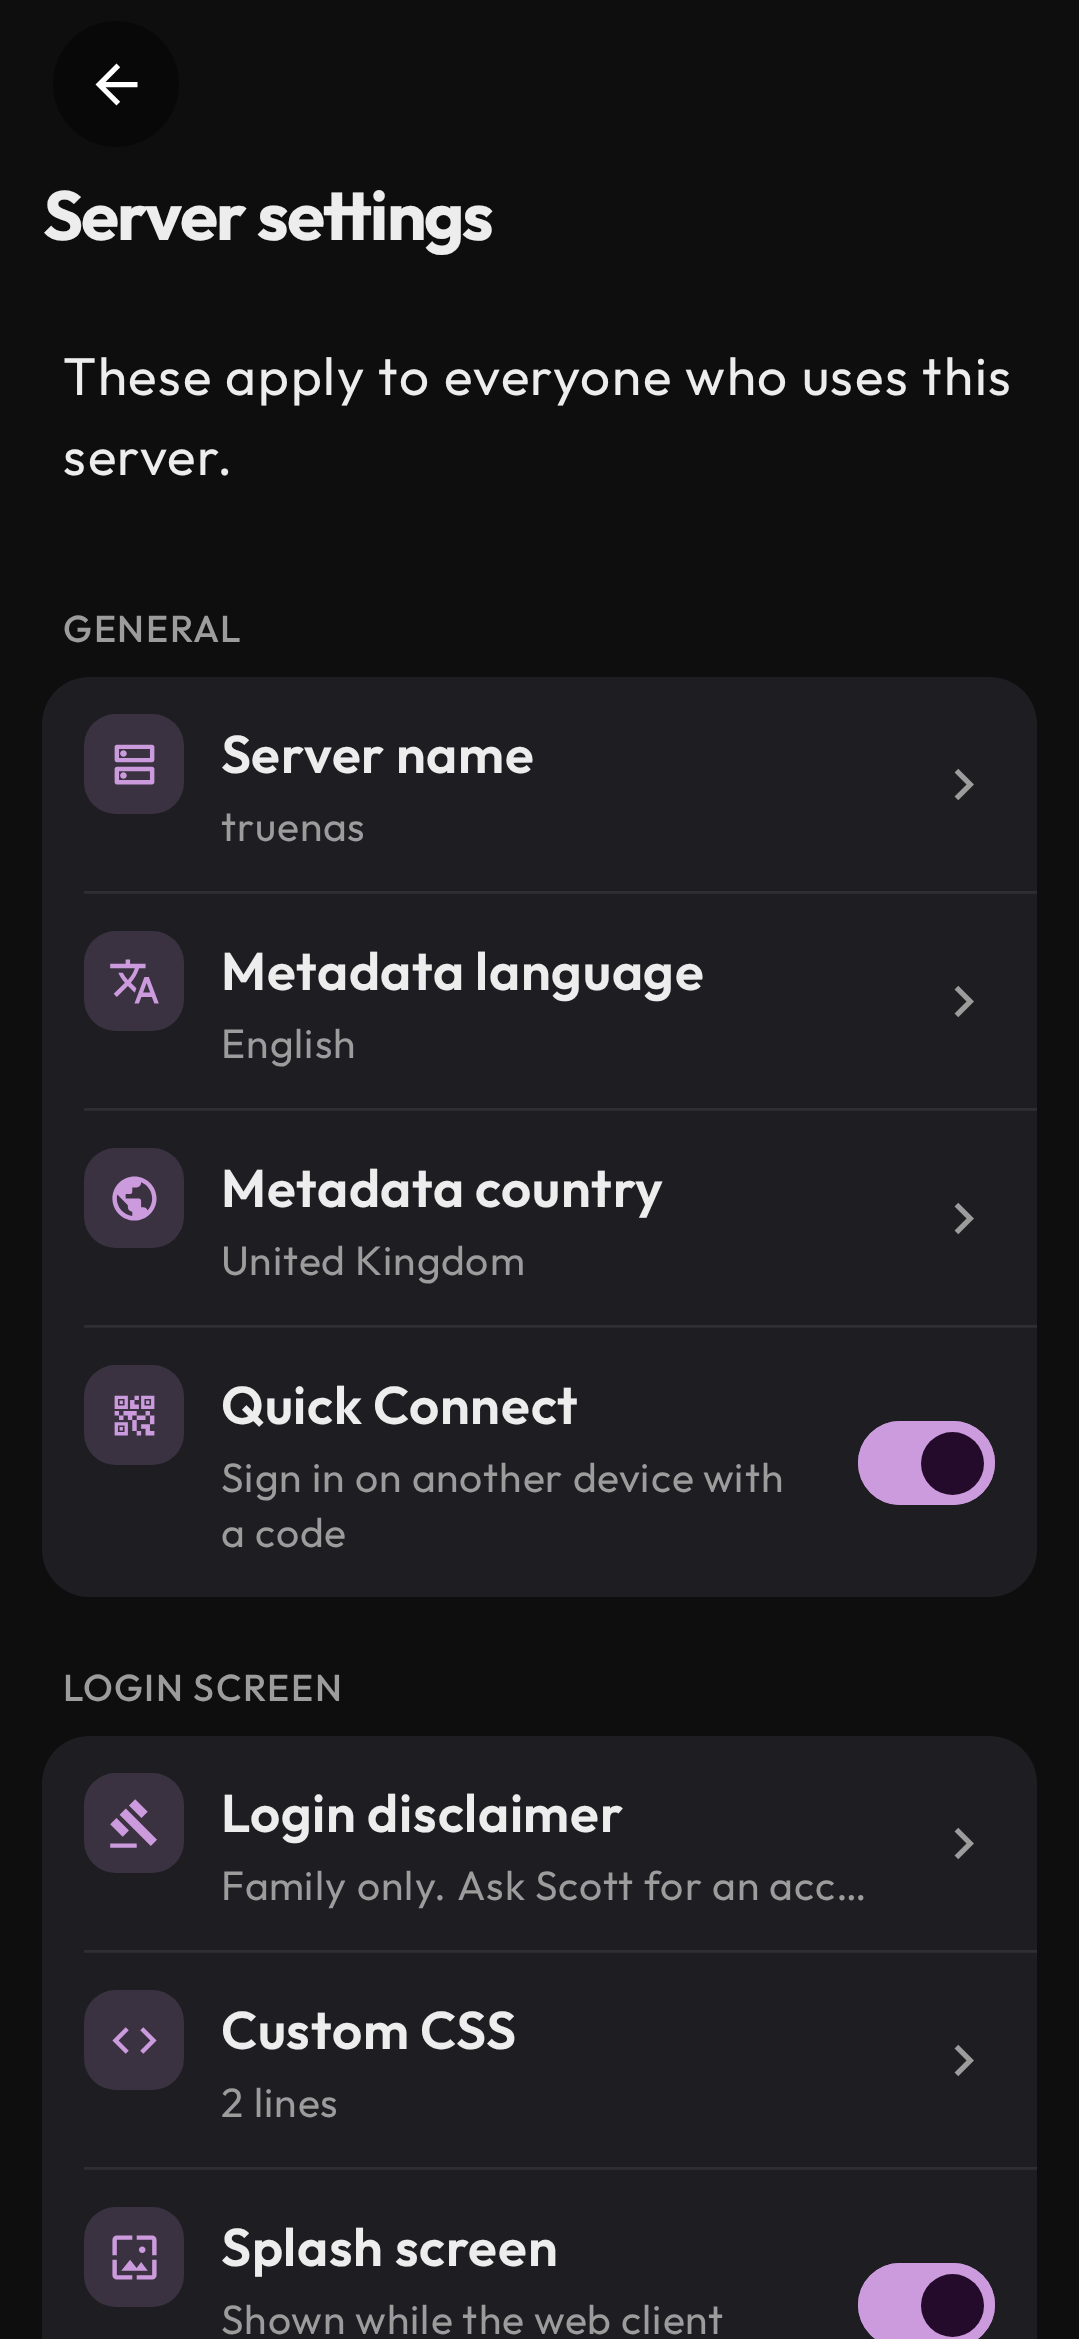 Server settings
These apply to everyone who uses this
server.
GENERAL
Server name
truenas
Metadata language
English
Metadata country
United Kingdom
Quick Connect
Sign in on another device with
a code
LOGIN SCREEN
Login disclaimer
Family only. Ask Scott for an acc...
Custom CSS
2 lines
Splash screen
Shown while the web client